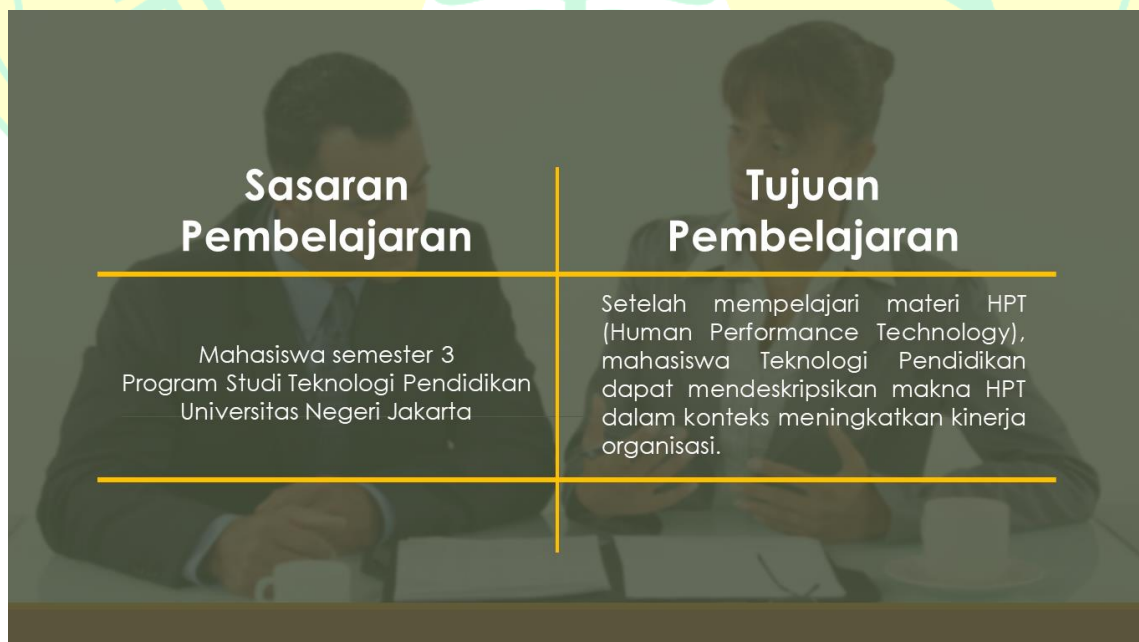 Sasaran
Pembelajaran
Mahasiswa semester 3
Program Studi Teknologi Pendidikan
Universitas Negeri Jakarta
Tujuan
Pembelajaran
Setelah mempelajari materi HPT
(Human Performance Technology),
mahasiswa Teknologi Pendidikan
dapat mendeskripsikan makna HPT
dalam konteks meningkatkan kinerja
organisasi.